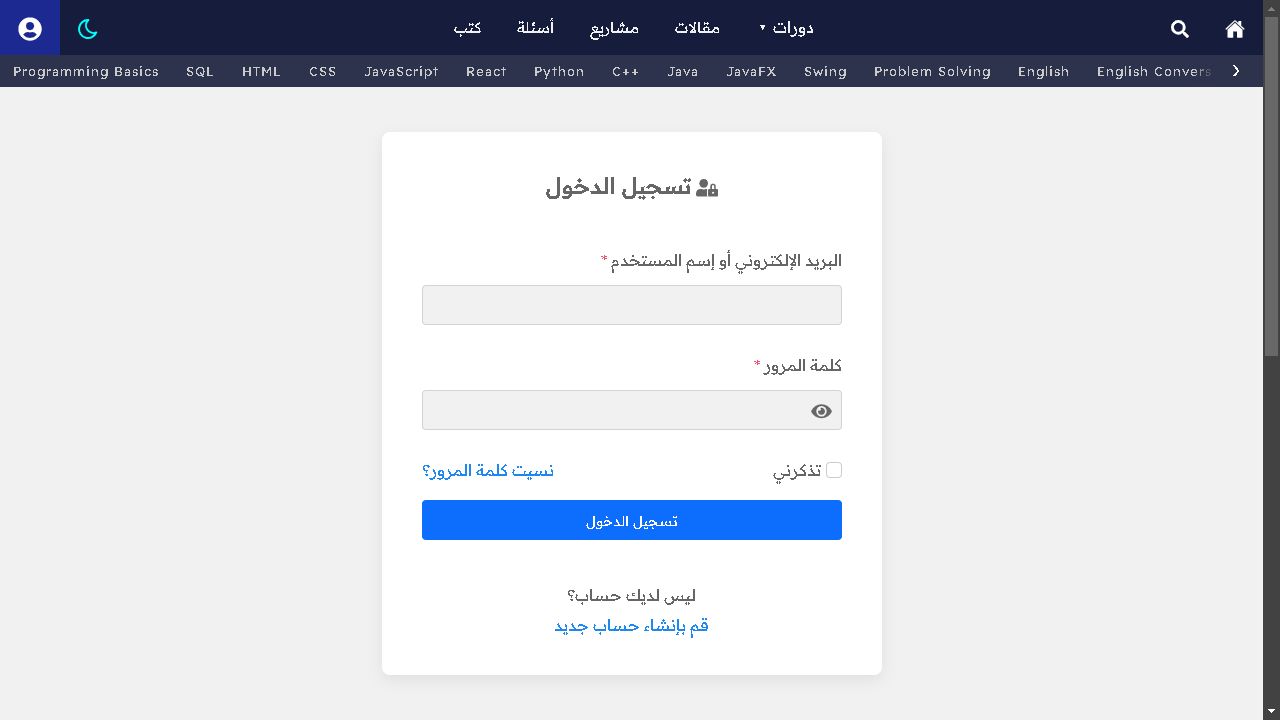 دورات ▾ مقالات مشاريع أسئلة كتب
Programming Basics SQL HTML CSS JavaScript React Python C++ Java JavaFX Swing Problem Solving English English Convers
تسجيل الدخول
البريد الإلكتروني أو إسم المستخدم *
كلمة المرور *
تذكرني نسيت كلمة المرور؟
تسجيل الدخول
ليس لديك حساب؟
قم بإنشاء حساب جديد